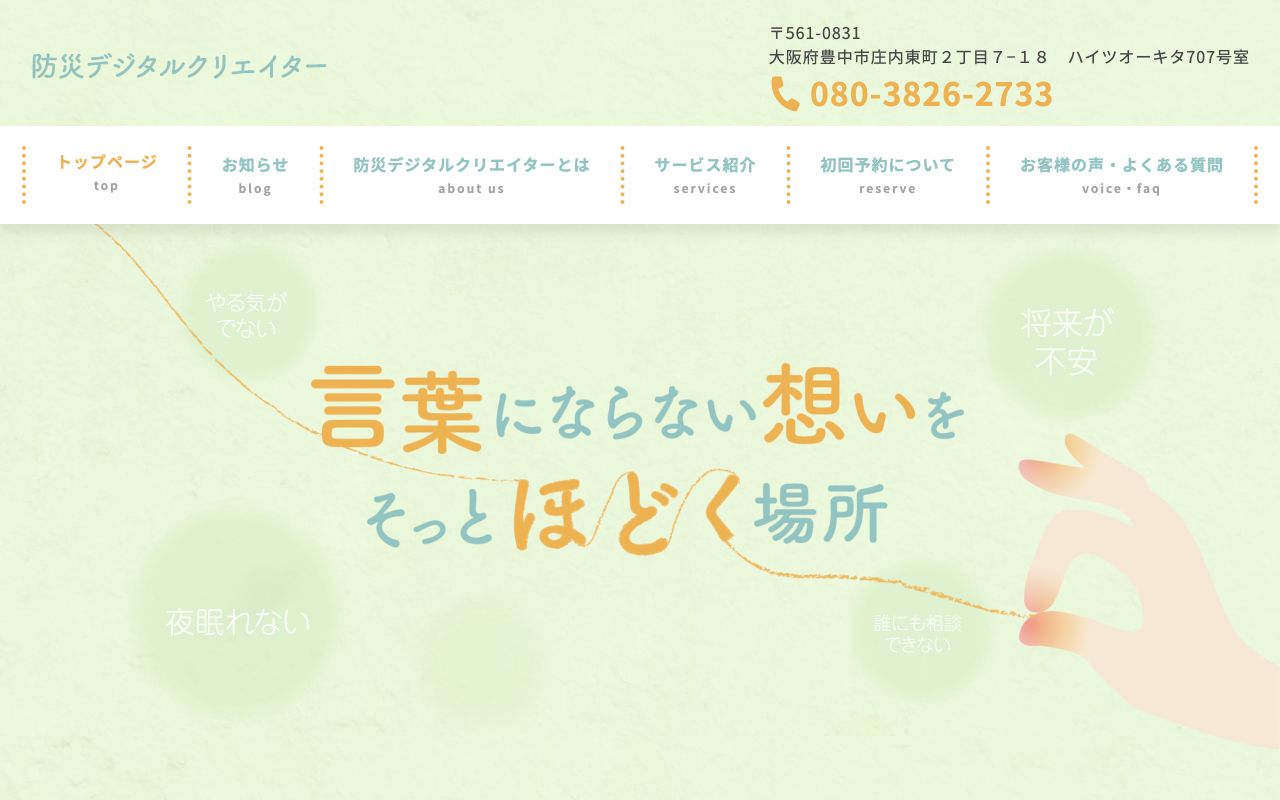 防災デジタルクリエイター
〒561-0831
大阪府豊中市庄内東町２丁目７−１８　ハイツオーキタ707号室
080-3826-2733
トップページ
top
お知らせ
blog
防災デジタルクリエイターとは
about us
サービス紹介
services
初回予約について
reserve
お客様の声・よくある質問
voice・faq
やる気が
でない
将来が
不安
言葉にならない想いを
そっとほどく場所
夜眠れない
誰にも相談
できない